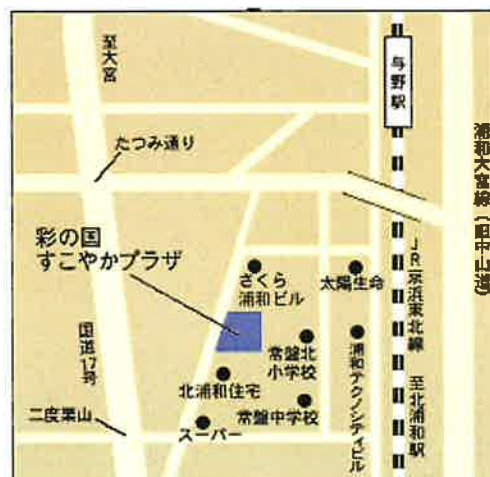 至大宮
与野駅
たつみ通り
浦和大宮線(旧中山道)
彩の国
すこやかプラザ
さくら
浦和ビル
太陽生命
JR京浜東北線
至北浦和駅
国道17号
常盤北
小学校
浦和テクノシティビル
北浦和住宅
常盤中学校
二度栗山
スーパー